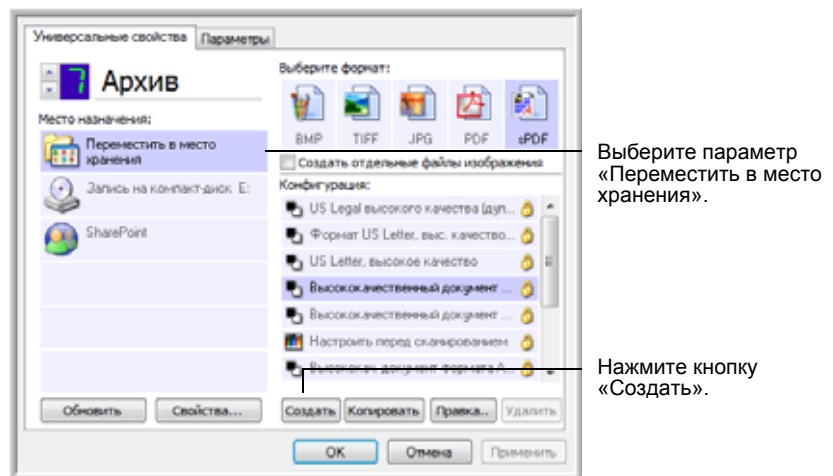 Универсальные свойства
Параметры
7 Архив
Место назначения:
Переместить в место
хранения
Запись на компакт-диск E:
SharePoint
Обновить
Свойства...
Выберите формат:
BMP TIFF JPG PDF sPDF
Создать отдельные файлы изображения
Конфигурация:
US Legal высокого качества (дуп...
Формат US Letter, выс. качество...
US Letter, высокое качество
Высококачественный документ ...
Высококачественный документ ...
Настроить перед сканированием
Высококач. документ формата A...
Создать Копировать Правка.. Удалить
OK Отмена Применить
Выберите параметр
«Переместить в место
хранения».
Нажмите кнопку
«Создать».